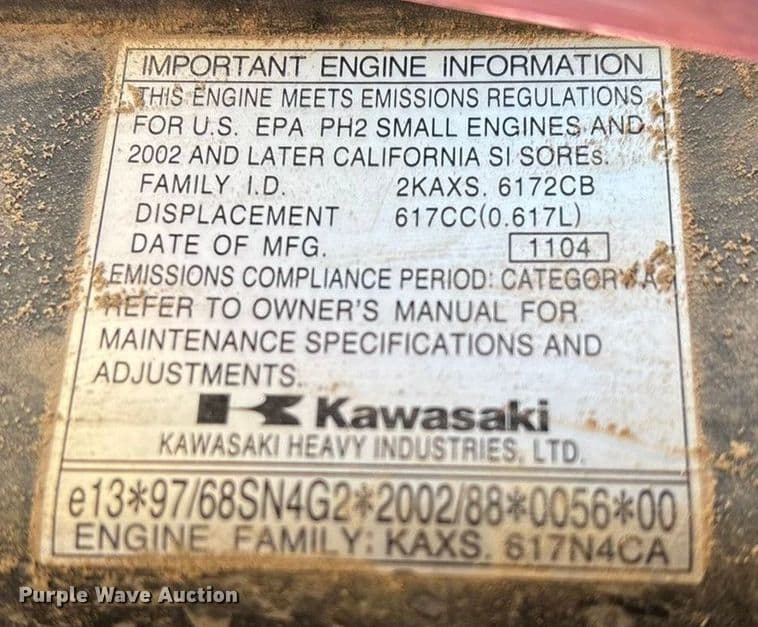 IMPORTANT ENGINE INFORMATION
THIS ENGINE MEETS EMISSIONS REGULATIONS
FOR U.S. EPA PH2 SMALL ENGINES AND
2002 AND LATER CALIFORNIA SI SOREs.
FAMILY I.D. 2KAXS. 6172CB
DISPLACEMENT 617CC(0.617L)
DATE OF MFG. 1104
EMISSIONS COMPLIANCE PERIOD: CATEGORY A
REFER TO OWNER'S MANUAL FOR
MAINTENANCE SPECIFICATIONS AND
ADJUSTMENTS.
Kawasaki
KAWASAKI HEAVY INDUSTRIES, LTD.
e13*97/68SN4G2*2002/88*0056*00
ENGINE FAMILY: KAXS. 617N4CA
Purple Wave Auction